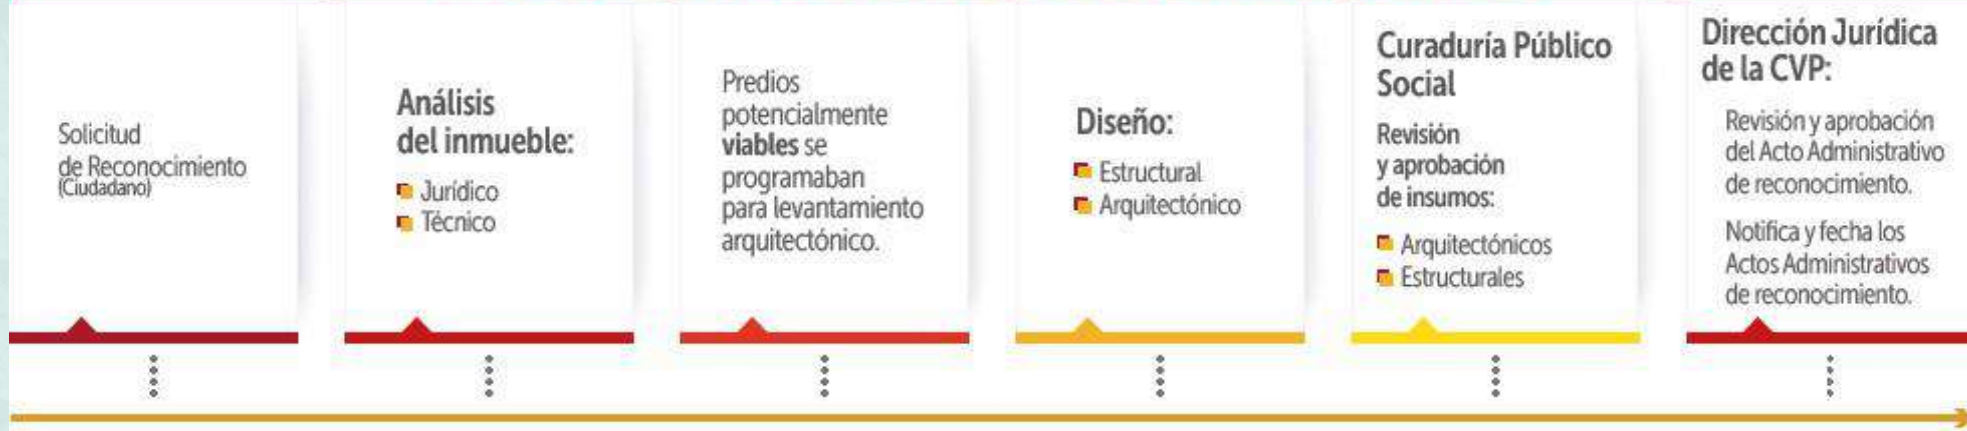 Solicitud
de Reconocimiento
(Ciudadano)
Análisis
del inmueble:
Jurídico
Técnico
Predios
potencialmente
viables se
programaban
para levantamiento
arquitectónico.
Diseño:
Estructural
Arquitectónico
Curaduría Público
Social
Revisión
y aprobación
de insumos:
Arquitectónicos
Estructurales
Dirección Jurídica
de la CVP:
Revisión y aprobación
del Acto Administrativo
de reconocimiento.
Notifica y fecha los
Actos Administrativos
de reconocimiento.